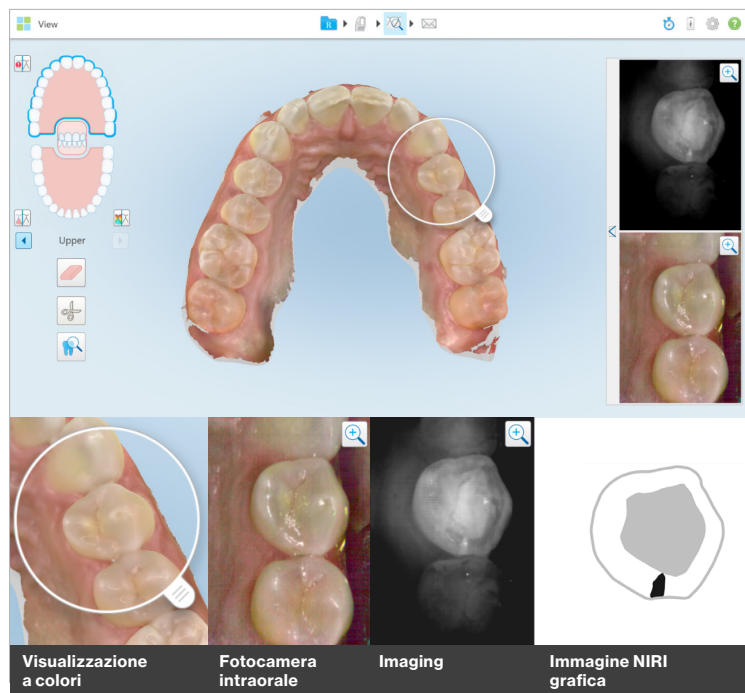 View
R
?
Upper
Visualizzazione
a colori
Fotocamera
intraorale
Imaging
Immagine NIRI
grafica